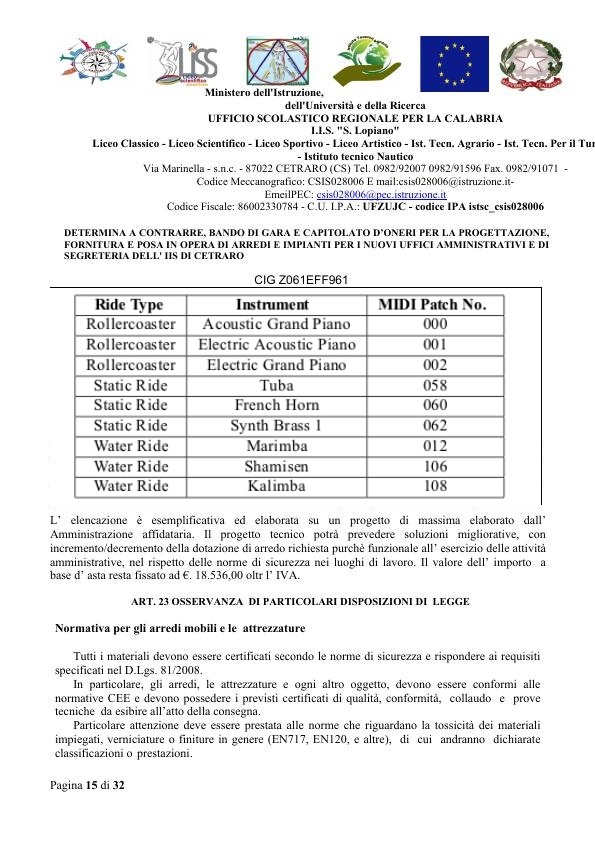 Ministero dell'Istruzione,
dell'Università e della Ricerca
UFFICIO SCOLASTICO REGIONALE PER LA CALABRIA
I.I.S. "S. Lopiano"
Liceo Classico - Liceo Scientifico - Liceo Sportivo - Liceo Artistico - Ist. Tecn. Agrario - Ist. Tecn. Per il Tur
- Istituto tecnico Nautico
Via Marinella - s.n.c. - 87022 CETRARO (CS) Tel. 0982/92007 0982/91596 Fax. 0982/91071 -
Codice Meccanografico: CSIS028006 E mail:csis028006@istruzione.it-
EmeilPEC: csis028006@pec.istruzione.it
Codice Fiscale: 86002330784 - C.U. I.P.A.: UFZUJC - codice IPA istsc_csis028006
DETERMINA A CONTRARRE, BANDO DI GARA E CAPITOLATO D'ONERI PER LA PROGETTAZIONE,
FORNITURA E POSA IN OPERA DI ARREDI E IMPIANTI PER I NUOVI UFFICI AMMINISTRATIVI E DI
SEGRETERIA DELL' IIS DI CETRARO
CIG Z061EFF961
Ride Type Instrument MIDI Patch No.
Rollercoaster Acoustic Grand Piano 000
Rollercoaster Electric Acoustic Piano 001
Rollercoaster Electric Grand Piano 002
Static Ride Tuba 058
Static Ride French Horn 060
Static Ride Synth Brass 1 062
Water Ride Marimba 012
Water Ride Shamisen 106
Water Ride Kalimba 108
L' elencazione è esemplificativa ed elaborata su un progetto di massima elaborato dall'
Amministrazione affidataria. Il progetto tecnico potrà prevedere soluzioni migliorative, con
incremento/decremento della dotazione di arredo richiesta purchè funzionale all' esercizio delle attività
amministrative, nel rispetto delle norme di sicurezza nei luoghi di lavoro. Il valore dell' importo a
base d' asta resta fissato ad €. 18.536,00 oltr l' IVA.
ART. 23 OSSERVANZA DI PARTICOLARI DISPOSIZIONI DI LEGGE
Normativa per gli arredi mobili e le attrezzature
Tutti i materiali devono essere certificati secondo le norme di sicurezza e rispondere ai requisiti
specificati nel D.Lgs. 81/2008.
In particolare, gli arredi, le attrezzature e ogni altro oggetto, devono essere conformi alle
normative CEE e devono possedere i previsti certificati di qualità, conformità, collaudo e prove
tecniche da esibire all'atto della consegna.
Particolare attenzione deve essere prestata alle norme che riguardano la tossicità dei materiali
impiegati, verniciature o finiture in genere (EN717, EN120, e altre), di cui andranno dichiarate
classificazioni o prestazioni.
Pagina 15 di 32